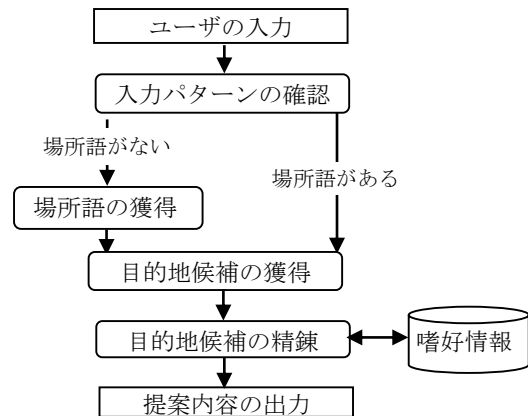 ユーザの入力
入力パターンの確認
場所語がない
場所語がある
場所語の獲得
目的地候補の獲得
目的地候補の精錬
嗜好情報
提案内容の出力